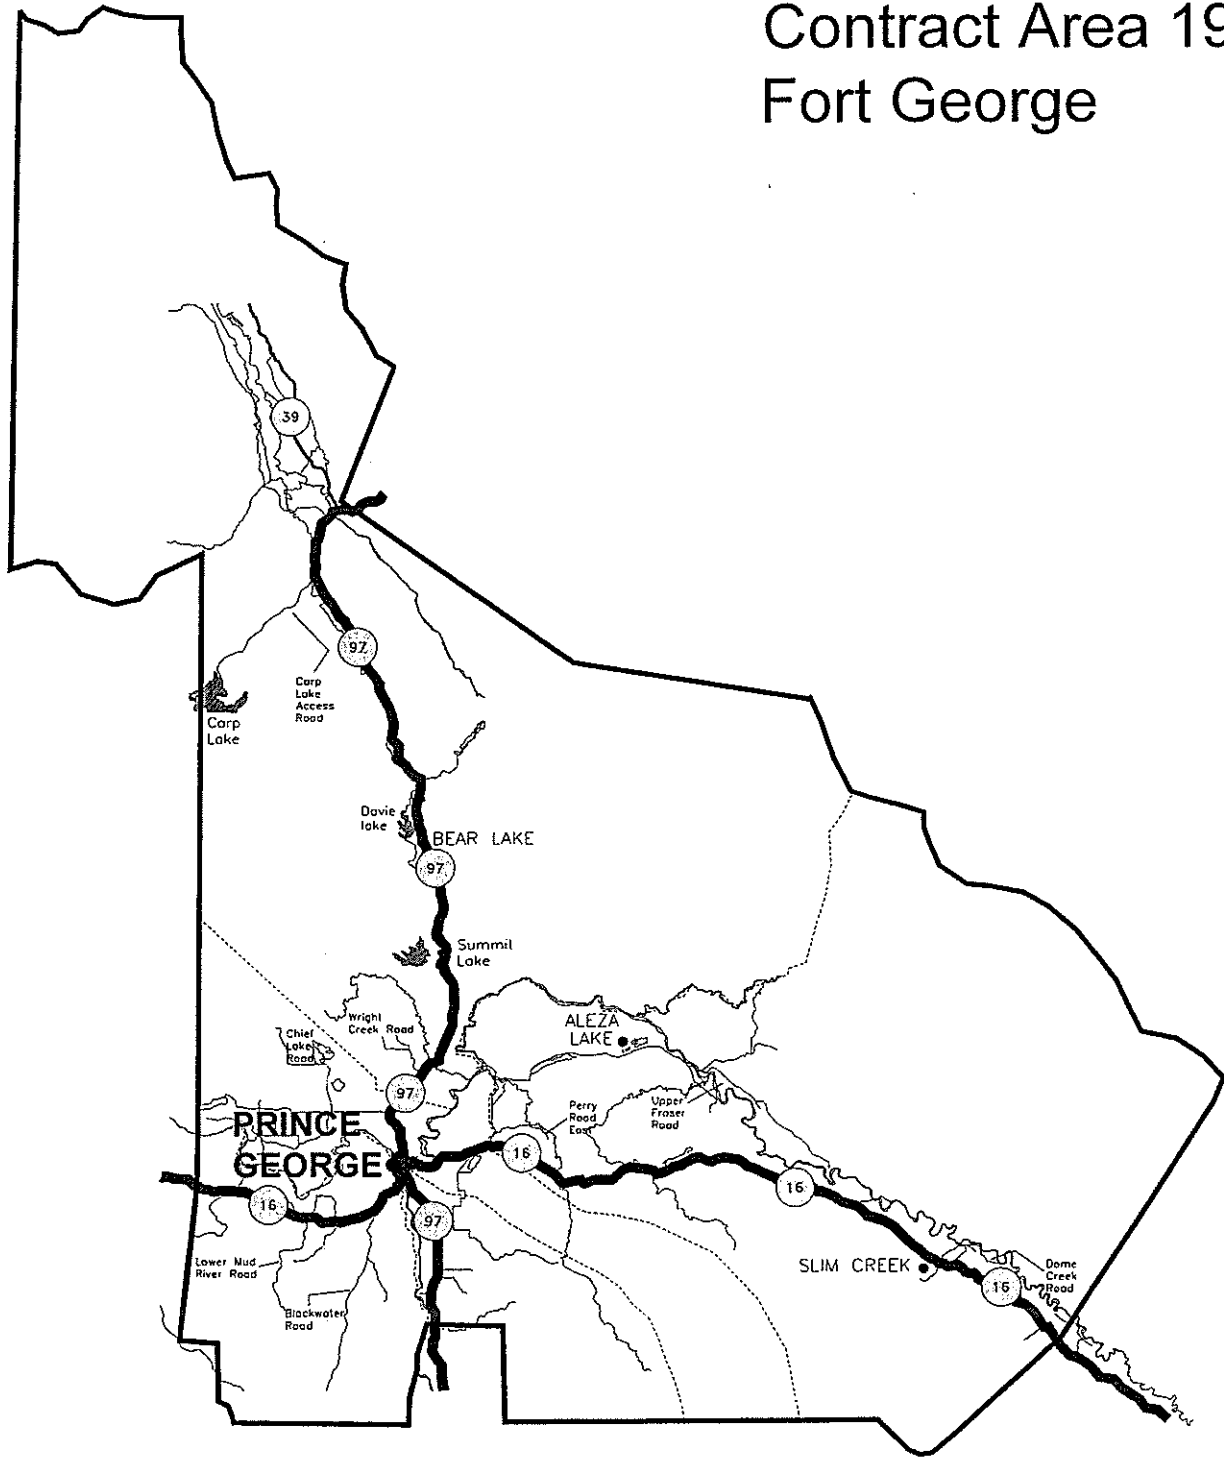 Contract Area 19
Fort George
39
97
Carp
Lake
Access
Road
Carp
Lake
Davie
lake
BEAR LAKE
97
Summil
Lake
Wright
Creek Road
Chief
Lake
Road
ALEZA
LAKE
97
Perry
Road
East
Upper
Fraser
Road
PRINCE
GEORGE
16
16
16
97
Lower Mud
River Road
Blackwater
Road
SLIM CREEK
Dome
Creek
Road
16